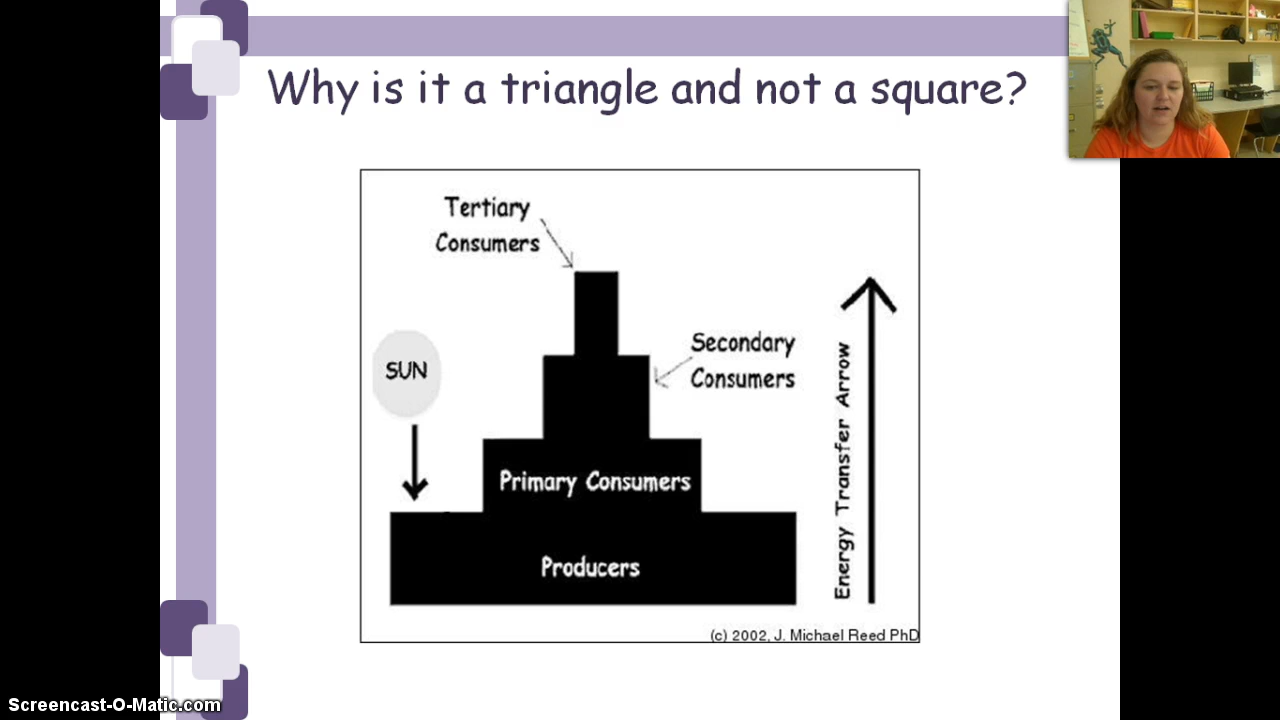 Why is it a triangle and not a square?
Tertiary
Consumers
SUN
Secondary
Consumers
Primary Consumers
Producers
Energy Transfer Arrow
(c) 2002, J. Michael Reed PhD
Screencast-O-Matic.com